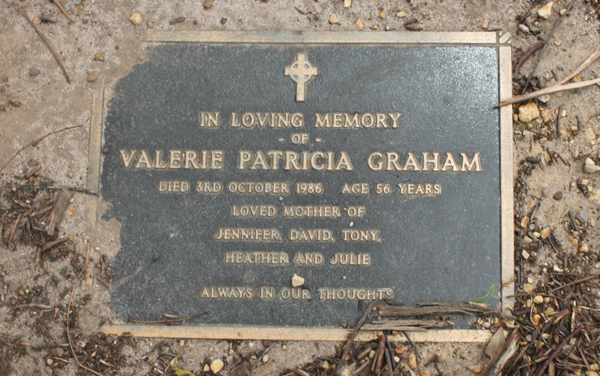 IN LOVING MEMORY
- OF -
VALERIE PATRICIA GRAHAM
DIED 3RD OCTOBER 1986 AGE 56 YEARS
LOVED MOTHER OF
JENNIFER, DAVID, TONY,
HEATHER AND JULIE
ALWAYS IN OUR THOUGHTS